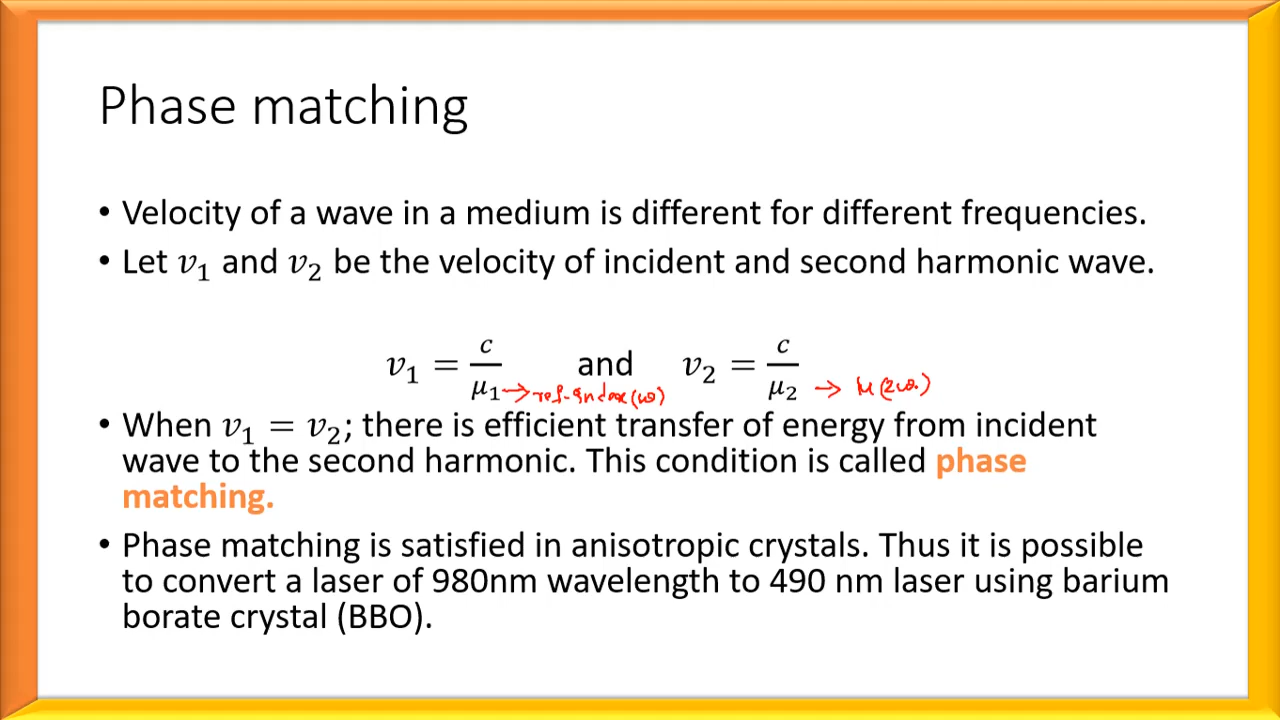 Phase matching
• Velocity of a wave in a medium is different for different frequencies.
• Let 𝑣₁ and 𝑣₂ be the velocity of incident and second harmonic wave.
𝑣₁ = c/μ₁ and 𝑣₂ = c/μ₂
→ ref-index (ω) → μ(2ω.)
• When 𝑣₁ = 𝑣₂; there is efficient transfer of energy from incident
wave to the second harmonic. This condition is called phase
matching.
• Phase matching is satisfied in anisotropic crystals. Thus it is possible
to convert a laser of 980nm wavelength to 490 nm laser using barium
borate crystal (BBO).